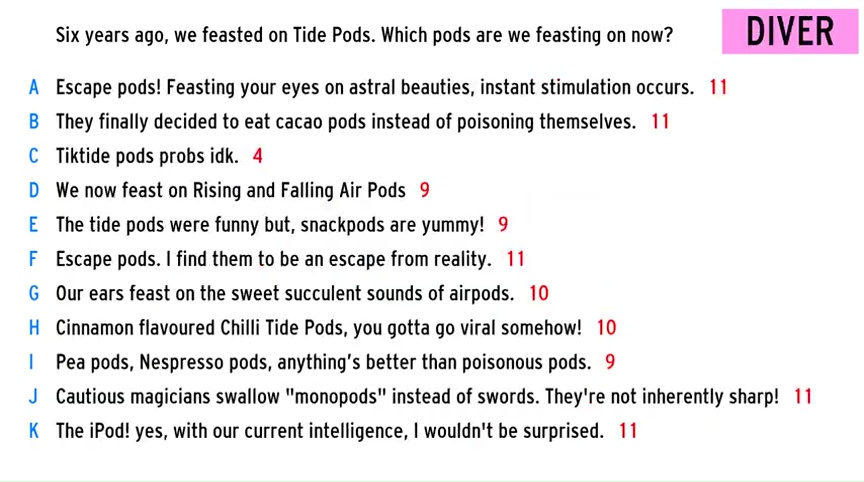 Six years ago, we feasted on Tide Pods. Which pods are we feasting on now?
DIVER
A Escape pods! Feasting your eyes on astral beauties, instant stimulation occurs. 11
B They finally decided to eat cacao pods instead of poisoning themselves. 11
C Tiktide pods probs idk. 4
D We now feast on Rising and Falling Air Pods 9
E The tide pods were funny but, snackpods are yummy! 9
F Escape pods. I find them to be an escape from reality. 11
G Our ears feast on the sweet succulent sounds of airpods. 10
H Cinnamon flavoured Chilli Tide Pods, you gotta go viral somehow! 10
I Pea pods, Nespresso pods, anything's better than poisonous pods. 9
J Cautious magicians swallow "monopods" instead of swords. They're not inherently sharp! 11
K The iPod! yes, with our current intelligence, I wouldn't be surprised. 11